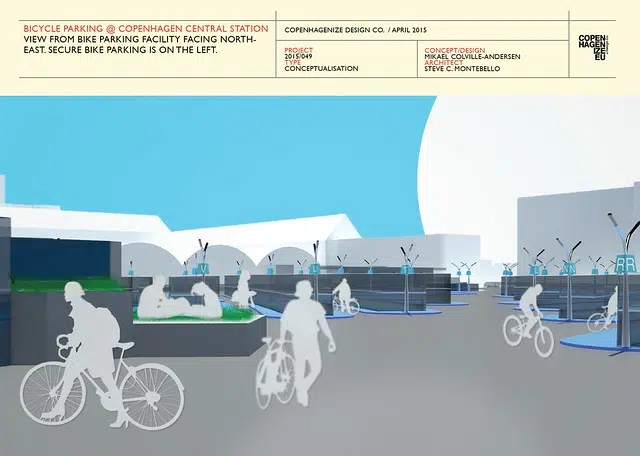 BICYCLE PARKING @ COPENHAGEN CENTRAL STATION
VIEW FROM BIKE PARKING FACILITY FACING NORTH-
EAST. SECURE BIKE PARKING IS ON THE LEFT.
COPENHAGENIZE DESIGN CO. / APRIL 2015
PROJECT
2015/049
TYPE
CONCEPTUALISATION
CONCEPT/DESIGN
MIKAEL COLVILLE-ANDERSEN
ARCHITECT
STEVE C. MONTEBELLO
COPEN
HAGEN
IZE
EU
RR